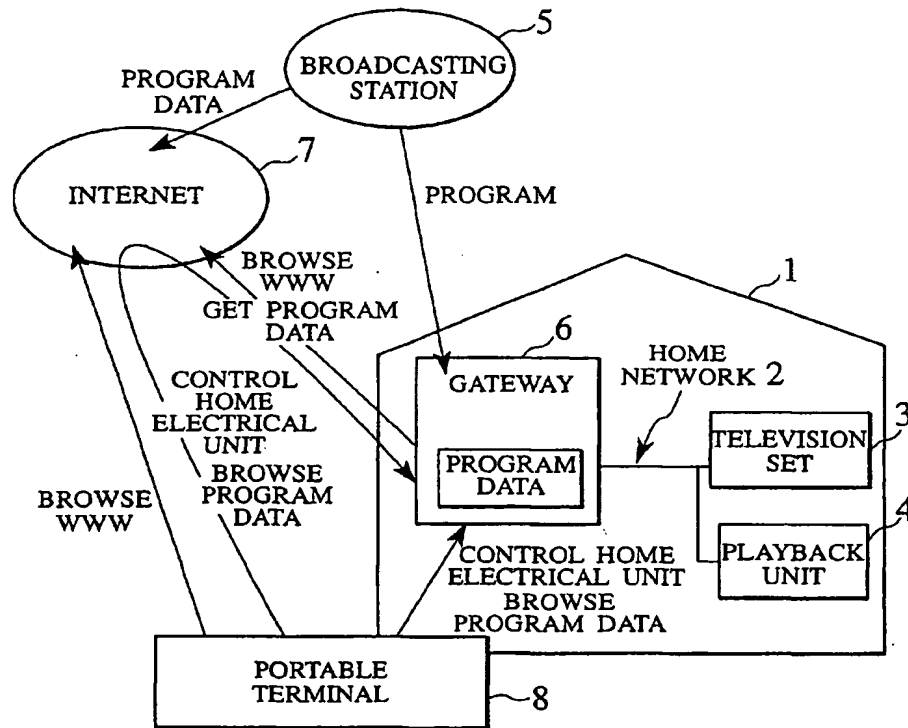 5
BROADCASTING
STATION
PROGRAM
DATA
7
INTERNET
PROGRAM
BROWSE
WWW
GET PROGRAM
DATA
1
6
GATEWAY
HOME
NETWORK 2
3
TELEVISION
SET
PROGRAM
DATA
4
PLAYBACK
UNIT
CONTROL
HOME
ELECTRICAL
UNIT
BROWSE
PROGRAM
DATA
BROWSE
WWW
CONTROL HOME
ELECTRICAL UNIT
BROWSE
PROGRAM DATA
PORTABLE
TERMINAL
8